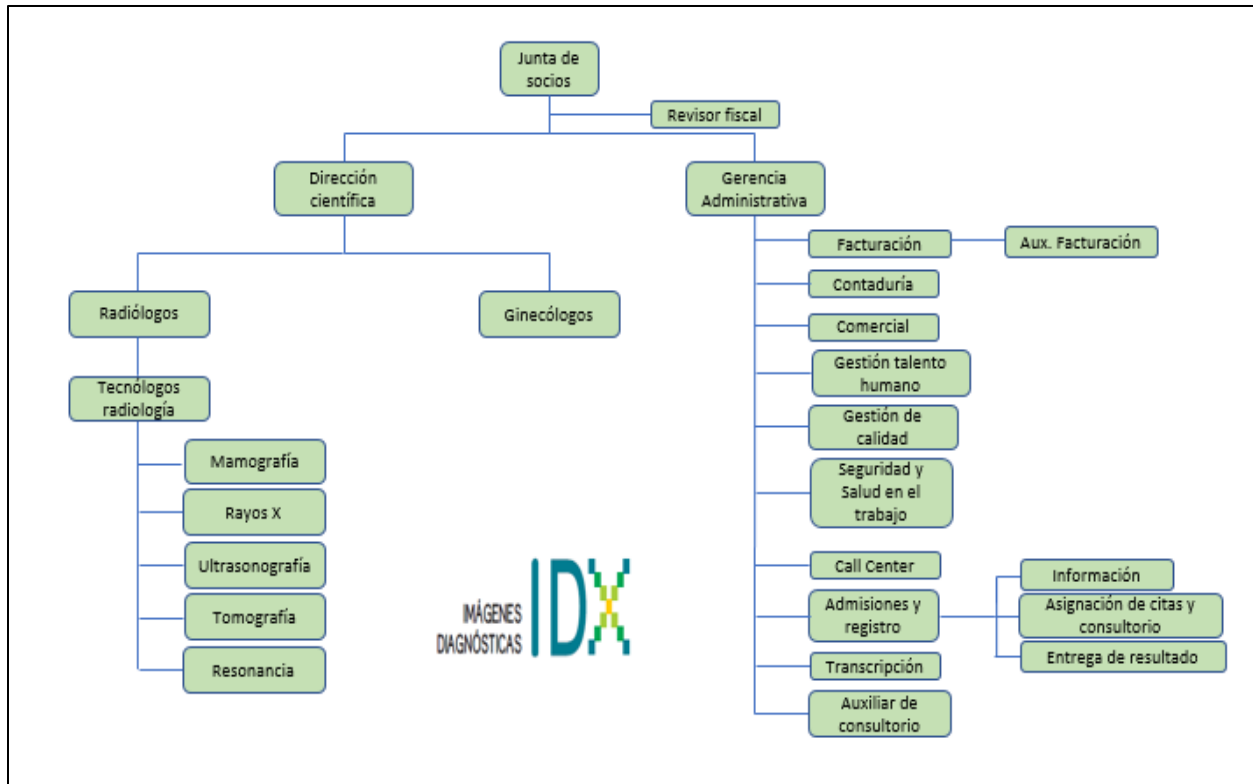 Junta de
socios
Revisor fiscal
Dirección
científica
Gerencia
Administrativa
Facturación
Aux. Facturación
Contaduría
Radiólogos
Ginecólogos
Comercial
Gestión talento
humano
Tecnólogos
radiología
Gestión de
calidad
Mamografía
Seguridad y
Salud en el
trabajo
Rayos X
Ultrasonografía
Call Center
Información
Tomografía
Admisiones y
registro
Asignación de citas y
consultorio
Entrega de resultado
Resonancia
Transcripción
Auxiliar de
consultorio
IMÁGENES
DIAGNÓSTICAS
IDX